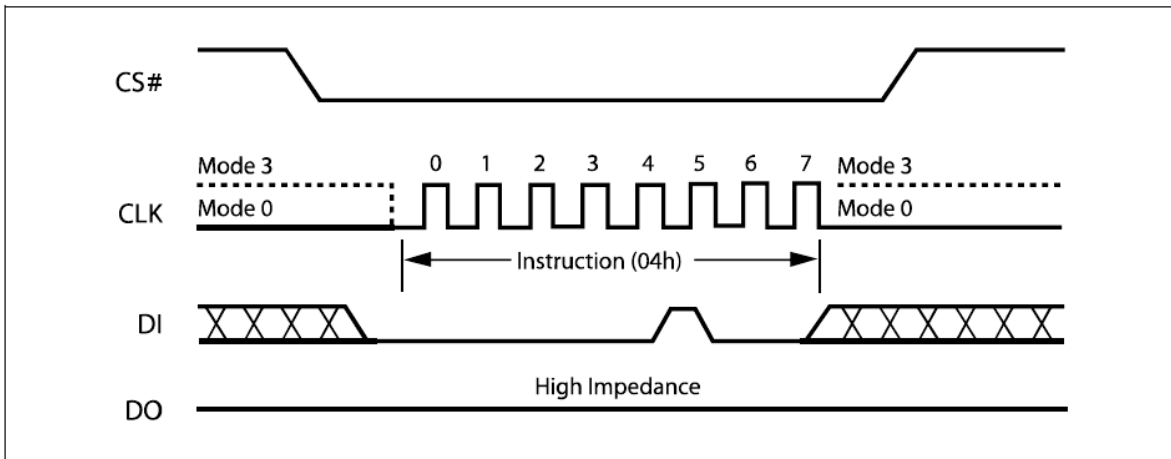 CS#
0 1 2 3 4 5 6 7
Mode 3 Mode 3
CLK Mode 0 Mode 0
Instruction (04h)
DI
High Impedance
DO